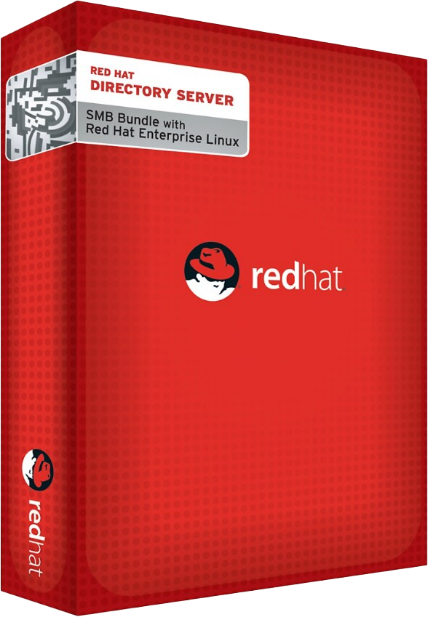 RED HAT
DIRECTORY SERVER
SMB Bundle with
Red Hat Enterprise Linux
redhat
redhat